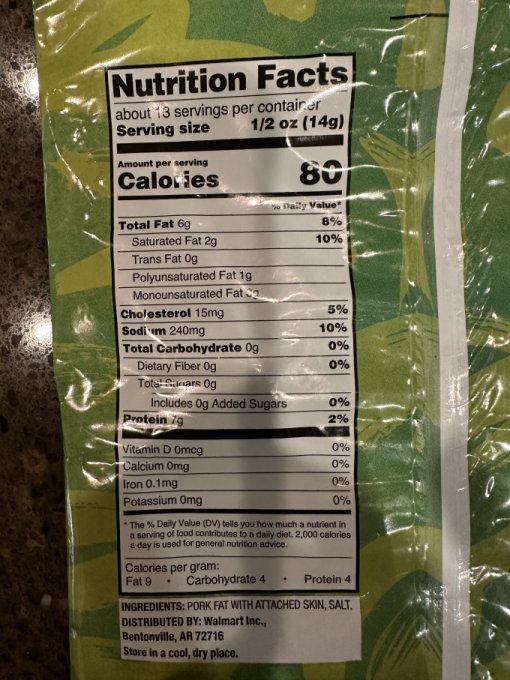 Nutrition Facts
about 13 servings per container
Serving size 1/2 oz (14g)
Amount per serving
Calories 80
% Daily Value*
Total Fat 6g 8%
Saturated Fat 2g 10%
Trans Fat 0g
Polyunsaturated Fat 1g
Monounsaturated Fat
Cholesterol 15mg 5%
Sodium 240mg 10%
Total Carbohydrate 0g 0%
Dietary Fiber 0g 0%
Total Sugars 0g
Includes 0g Added Sugars 0%
Protein 7g 2%
Vitamin D 0mcg 0%
Calcium 0mg 0%
Iron 0.1mg 0%
Potassium 0mg 0%
* The % Daily Value (DV) tells you how much a nutrient in
a serving of food contributes to a daily diet. 2,000 calories
a day is used for general nutrition advice.
Calories per gram:
Fat 9 • Carbohydrate 4 • Protein 4
INGREDIENTS: PORK FAT WITH ATTACHED SKIN, SALT.
DISTRIBUTED BY: Walmart Inc.,
Bentonville, AR 72716
Store in a cool, dry place.